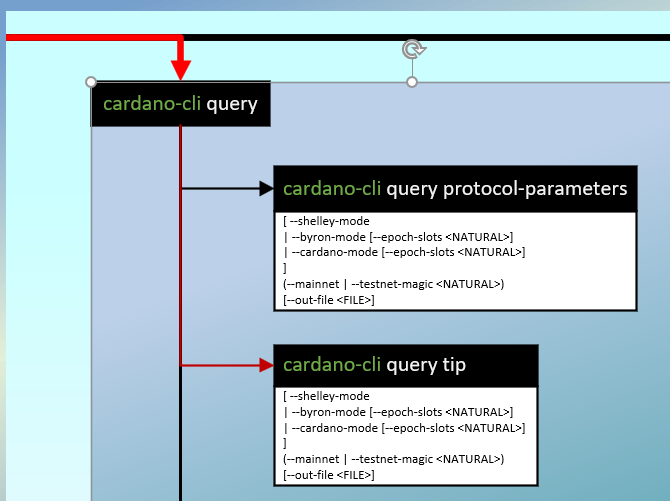 cardano-cli query
cardano-cli query protocol-parameters
[ --shelley-mode
| --byron-mode [--epoch-slots <NATURAL>]
| --cardano-mode [--epoch-slots <NATURAL>]
]
(--mainnet | --testnet-magic <NATURAL>)
[--out-file <FILE>]
cardano-cli query tip
[ --shelley-mode
| --byron-mode [--epoch-slots <NATURAL>]
| --cardano-mode [--epoch-slots <NATURAL>]
]
(--mainnet | --testnet-magic <NATURAL>)
[--out-file <FILE>]